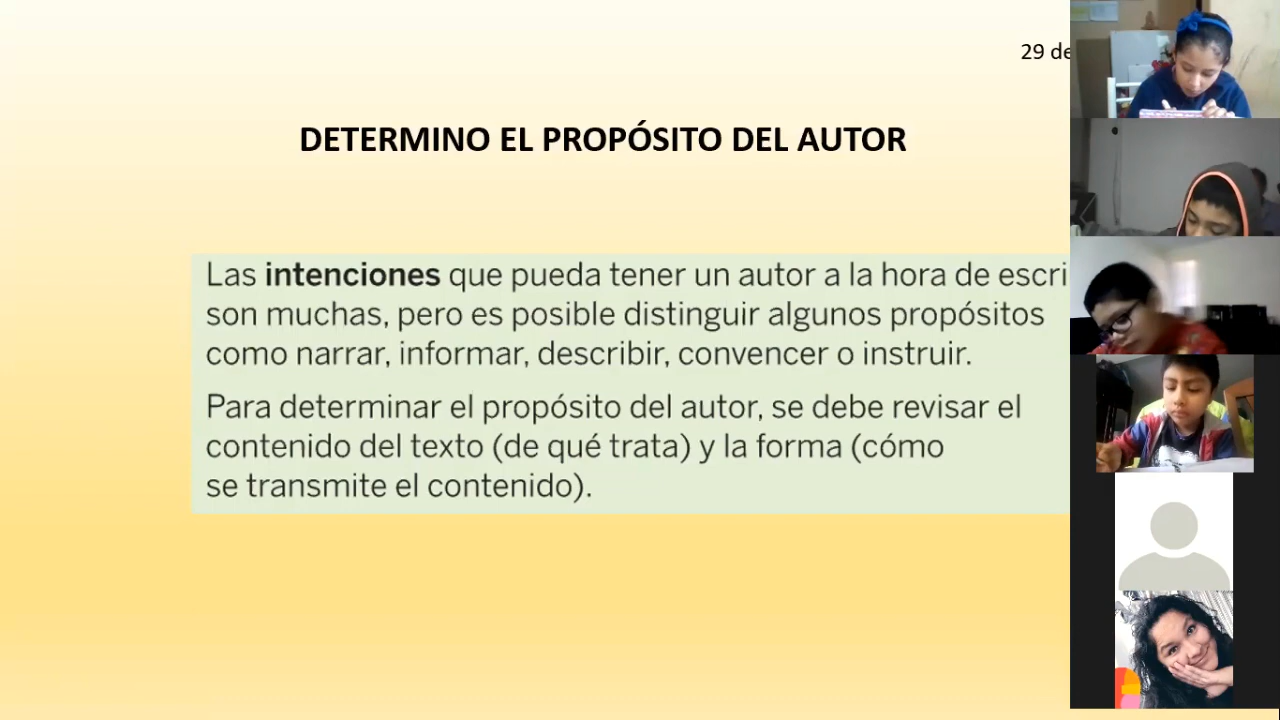 29 de
DETERMINO EL PROPÓSITO DEL AUTOR
Las intenciones que pueda tener un autor a la hora de escri
son muchas, pero es posible distinguir algunos propósitos
como narrar, informar, describir, convencer o instruir.
Para determinar el propósito del autor, se debe revisar el
contenido del texto (de qué trata) y la forma (cómo
se transmite el contenido).